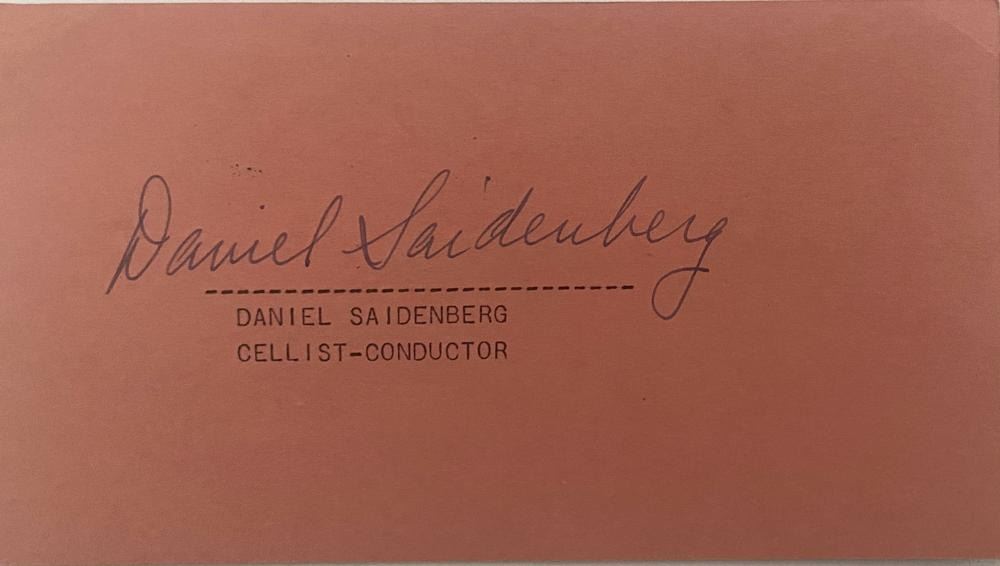 Daniel Saidenberg
--------------------------------
DANIEL SAIDENBERG
CELLIST-CONDUCTOR